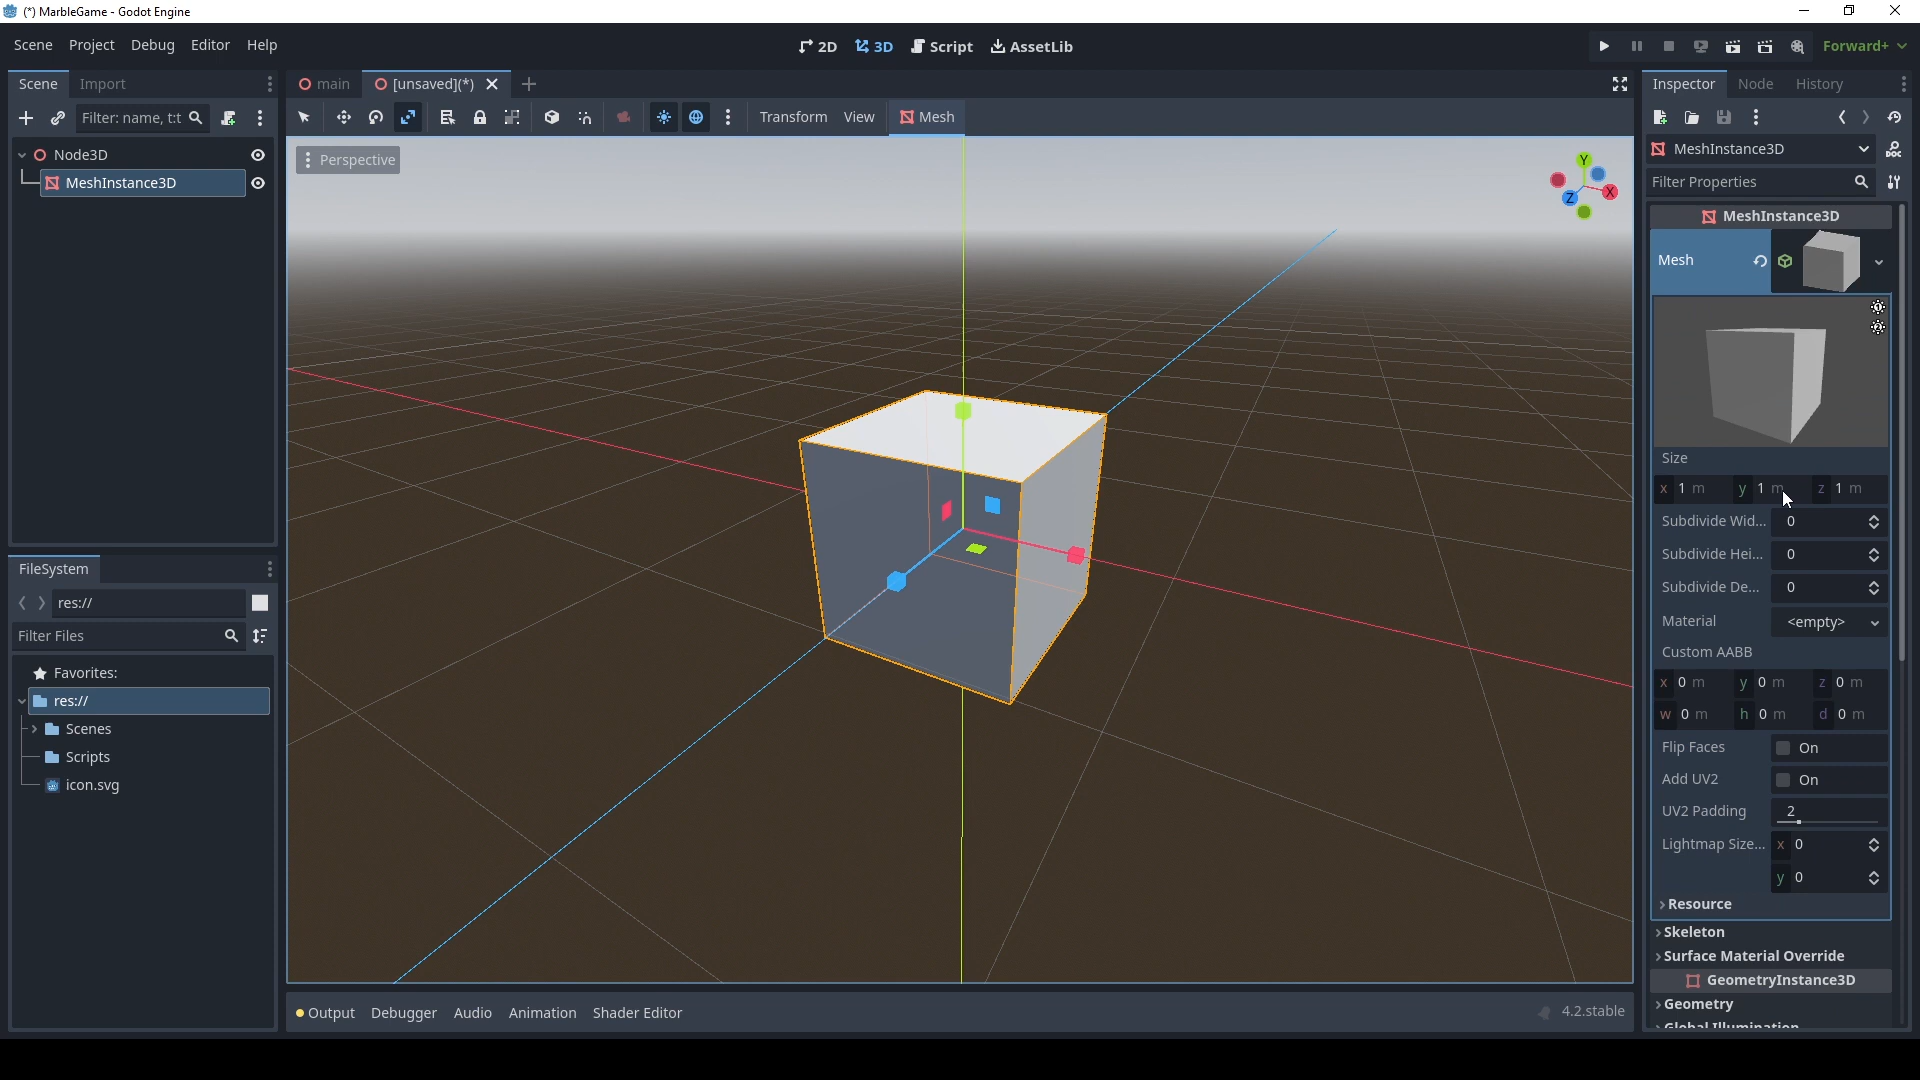 (*) MarbleGame - Godot Engine
Scene Project Debug Editor Help
2D 3D Script AssetLib
Forward+
Scene Import
main [unsaved](*)
Inspector Node History
Filter: name, t:t
Transform View Mesh
Node3D
MeshInstance3D
Perspective
Y
X
Z
MeshInstance3D
Filter Properties
MeshInstance3D
Mesh
Size
x 1 m y 1 m z 1 m
Subdivide Wid... 0
Subdivide Hei... 0
Subdivide De... 0
Material <empty>
Custom AABB
x 0 m y 0 m z 0 m
w 0 m h 0 m d 0 m
Flip Faces On
Add UV2 On
UV2 Padding 2
Lightmap Size... x 0
y 0
Resource
Skeleton
Surface Material Override
GeometryInstance3D
Geometry
Global Illumination
FileSystem
res://
Filter Files
Favorites:
res://
Scenes
Scripts
icon.svg
Output Debugger Audio Animation Shader Editor
4.2.stable